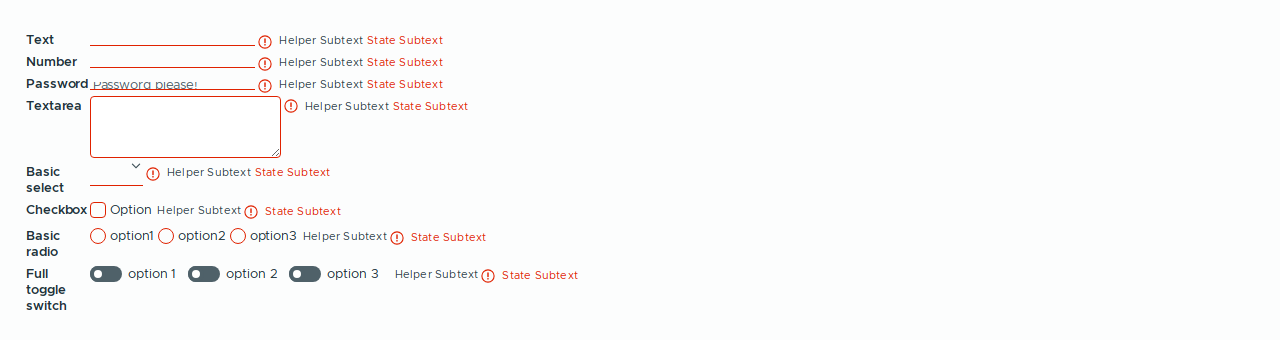 Text Helper Subtext State Subtext
Number Helper Subtext State Subtext
Password Password please! Helper Subtext State Subtext
Textarea Helper Subtext State Subtext
Basic select Helper Subtext State Subtext
Checkbox Option Helper Subtext State Subtext
Basic radio option1 option2 option3 Helper Subtext State Subtext
Full toggle switch option 1 option 2 option 3 Helper Subtext State Subtext